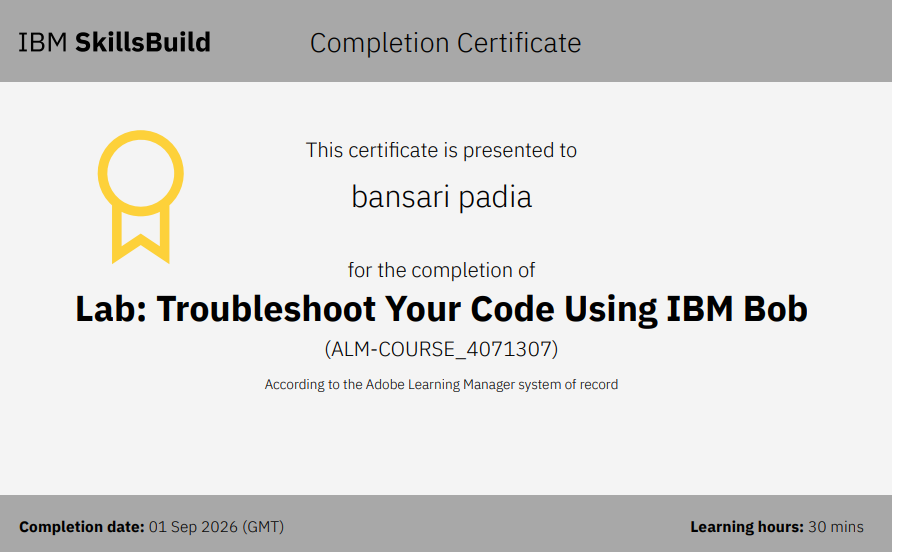 IBM SkillsBuild
Completion Certificate
This certificate is presented to
bansari padia
for the completion of
Lab: Troubleshoot Your Code Using IBM Bob
(ALM-COURSE_4071307)
According to the Adobe Learning Manager system of record
Completion date: 01 Sep 2026 (GMT)
Learning hours: 30 mins